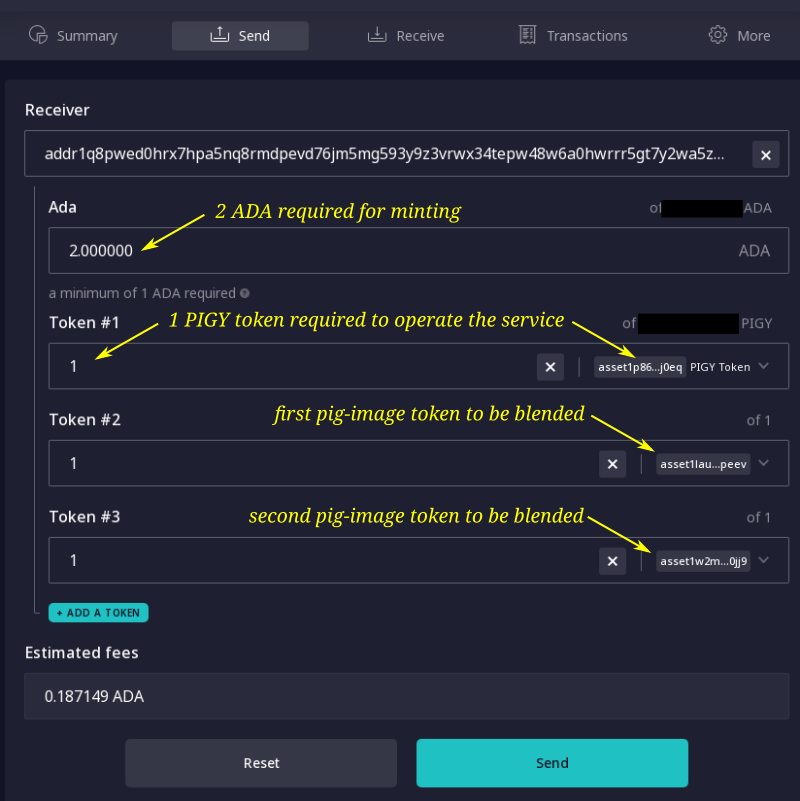 Summary Send Receive Transactions More
Receiver
addr1q8pwed0hrx7hpa5nq8rmdpevd76jm5mg593y9z3vrwx34tepw48w6a0hwrrr5gt7y2wa5z...
Ada 2 ADA required for minting of ADA
2.000000 ADA
a minimum of 1 ADA required
Token #1 1 PIGY token required to operate the service of PIGY
1 asset1p86...j0eq PIGY Token
Token #2 first pig-image token to be blended of 1
1 asset1lau...peev
Token #3 second pig-image token to be blended of 1
1 asset1w2m...0jj9
+ ADD A TOKEN
Estimated fees
0.187149 ADA
Reset Send